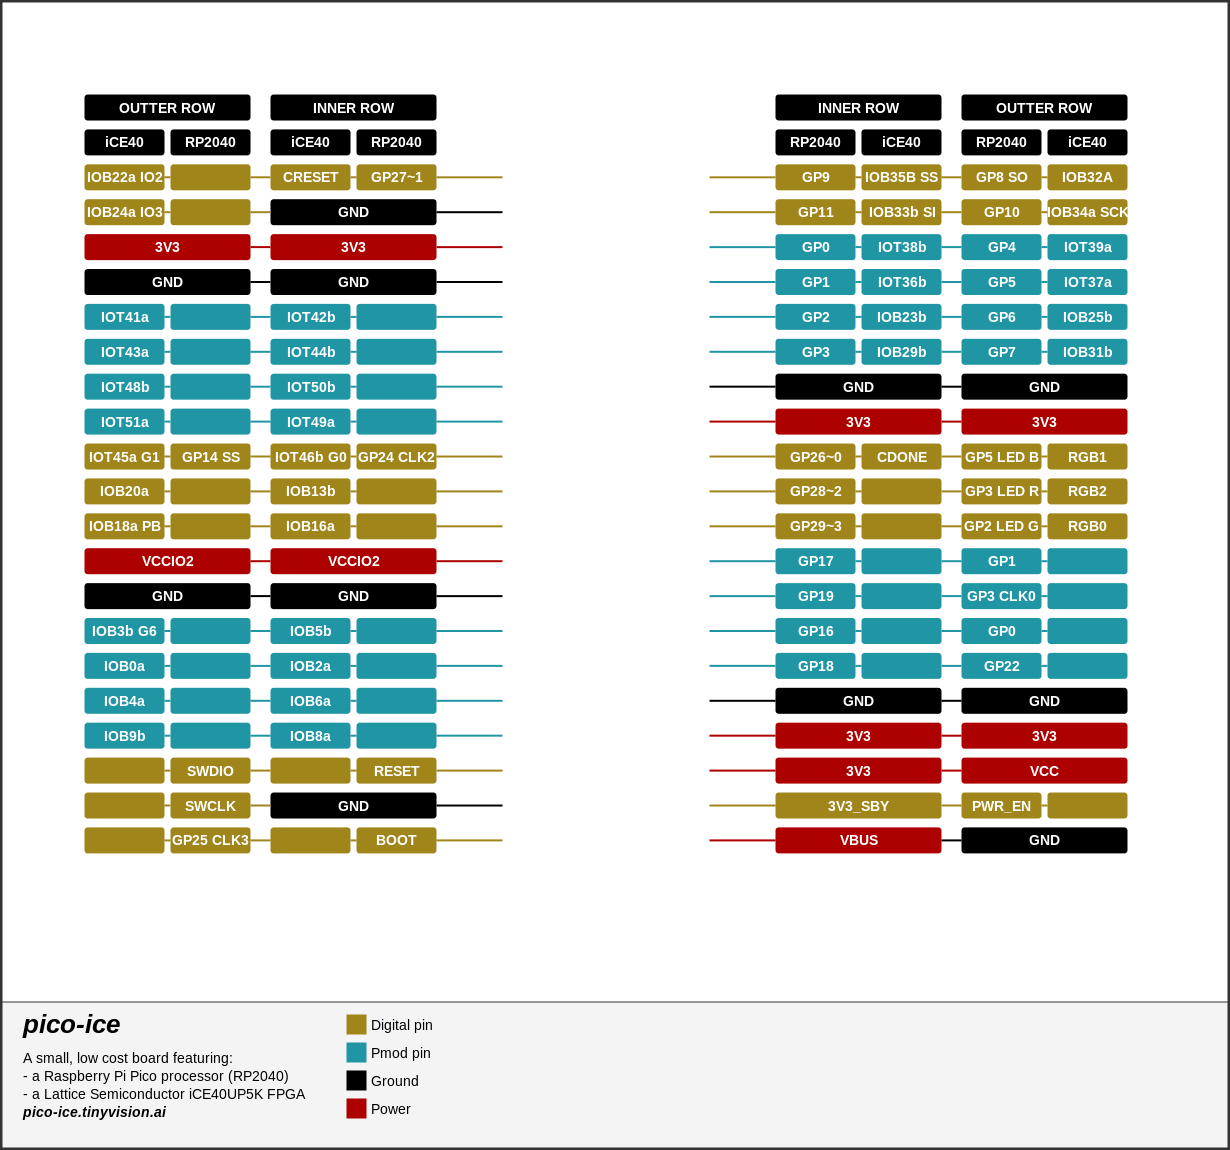 OUTTER ROW INNER ROW INNER ROW OUTTER ROW
iCE40 RP2040 iCE40 RP2040 RP2040 iCE40 RP2040 iCE40
IOB22a IO2 CRESET GP27~1 GP9 IOB35B SS GP8 SO IOB32A
IOB24a IO3 GND GP11 IOB33b SI GP10 IOB34a SCK
3V3 3V3 GP0 IOT38b GP4 IOT39a
GND GND GP1 IOT36b GP5 IOT37a
IOT41a IOT42b GP2 IOB23b GP6 IOB25b
IOT43a IOT44b GP3 IOB29b GP7 IOB31b
IOT48b IOT50b GND GND
IOT51a IOT49a 3V3 3V3
IOT45a G1 GP14 SS IOT46b G0 GP24 CLK2 GP26~0 CDONE GP5 LED B RGB1
IOB20a IOB13b GP28~2 GP3 LED R RGB2
IOB18a PB IOB16a GP29~3 GP2 LED G RGB0
VCCIO2 VCCIO2 GP17 GP1
GND GND GP19 GP3 CLK0
IOB3b G6 IOB5b GP16 GP0
IOB0a IOB2a GP18 GP22
IOB4a IOB6a GND GND
IOB9b IOB8a 3V3 3V3
SWDIO RESET 3V3 VCC
SWCLK GND 3V3_SBY PWR_EN
GP25 CLK3 BOOT VBUS GND
pico-ice
A small, low cost board featuring:
- a Raspberry Pi Pico processor (RP2040)
- a Lattice Semiconductor iCE40UP5K FPGA
pico-ice.tinyvision.ai
Digital pin
Pmod pin
Ground
Power